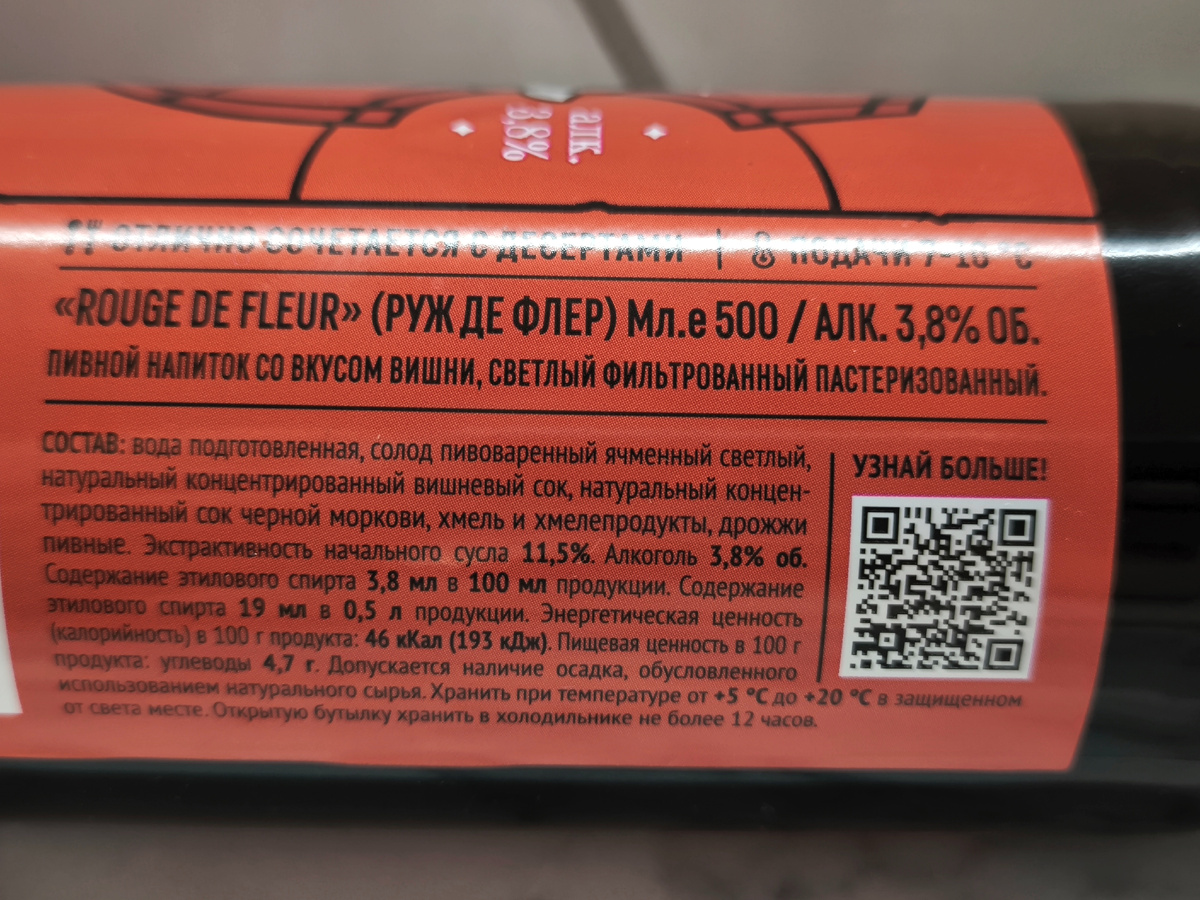 алк.
3,8%
ОТЛИЧНО СОЧЕТАЕТСЯ С ДЕСЕРТАМИ | ПОДАЧИ 7-10 °C
«ROUGE DE FLEUR» (РУЖ ДЕ ФЛЕР) Мл.е 500 / АЛК. 3,8% ОБ.
ПИВНОЙ НАПИТОК СО ВКУСОМ ВИШНИ, СВЕТЛЫЙ ФИЛЬТРОВАННЫЙ ПАСТЕРИЗОВАННЫЙ.
СОСТАВ: вода подготовленная, солод пивоваренный ячменный светлый,
натуральный концентрированный вишневый сок, натуральный концен-
трированный сок черной моркови, хмель и хмелепродукты, дрожжи
пивные. Экстрактивность начального сусла 11,5%. Алкоголь 3,8% об.
Содержание этилового спирта 3,8 мл в 100 мл продукции. Содержание
этилового спирта 19 мл в 0,5 л продукции. Энергетическая ценность
(калорийность) в 100 г продукта: 46 кКал (193 кДж). Пищевая ценность в 100 г
продукта: углеводы 4,7 г. Допускается наличие осадка, обусловленного
использованием натурального сырья. Хранить при температуре от +5 °C до +20 °C в защищенном
от света месте. Открытую бутылку хранить в холодильнике не более 12 часов.
УЗНАЙ БОЛЬШЕ!